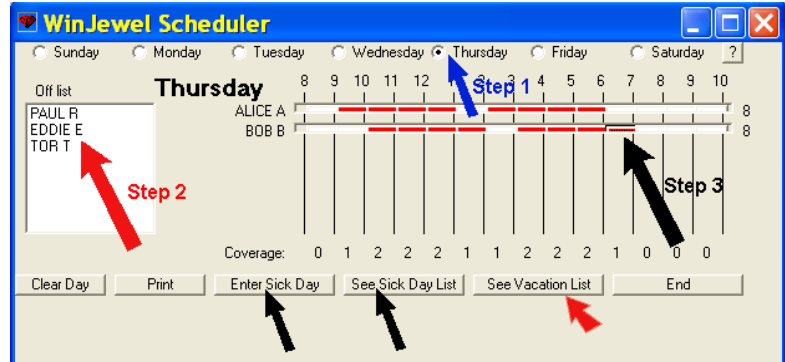 WinJewel Scheduler
Sunday Monday Tuesday Wednesday Thursday Friday Saturday ?
Off list
Thursday
8 9 10 11 12 2 3 4 5 6 7 8 9 10
Step 1
PAUL R
EDDIE E
TOR T
ALICE A 8
BOB B 8
Step 2
Step 3
Coverage: 0 1 2 2 2 1 1 2 2 2 1 0 0 0
Clear Day Print Enter Sick Day See Sick Day List See Vacation List End